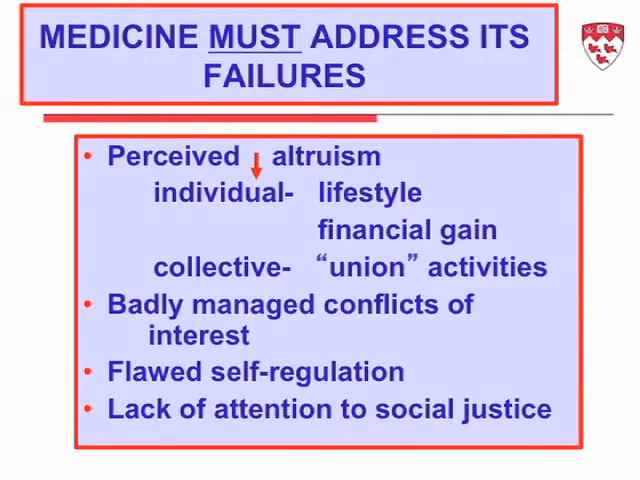 MEDICINE MUST ADDRESS ITS
FAILURES
• Perceived ↓ altruism
individual- lifestyle
financial gain
collective- “union” activities
• Badly managed conflicts of
interest
• Flawed self-regulation
• Lack of attention to social justice